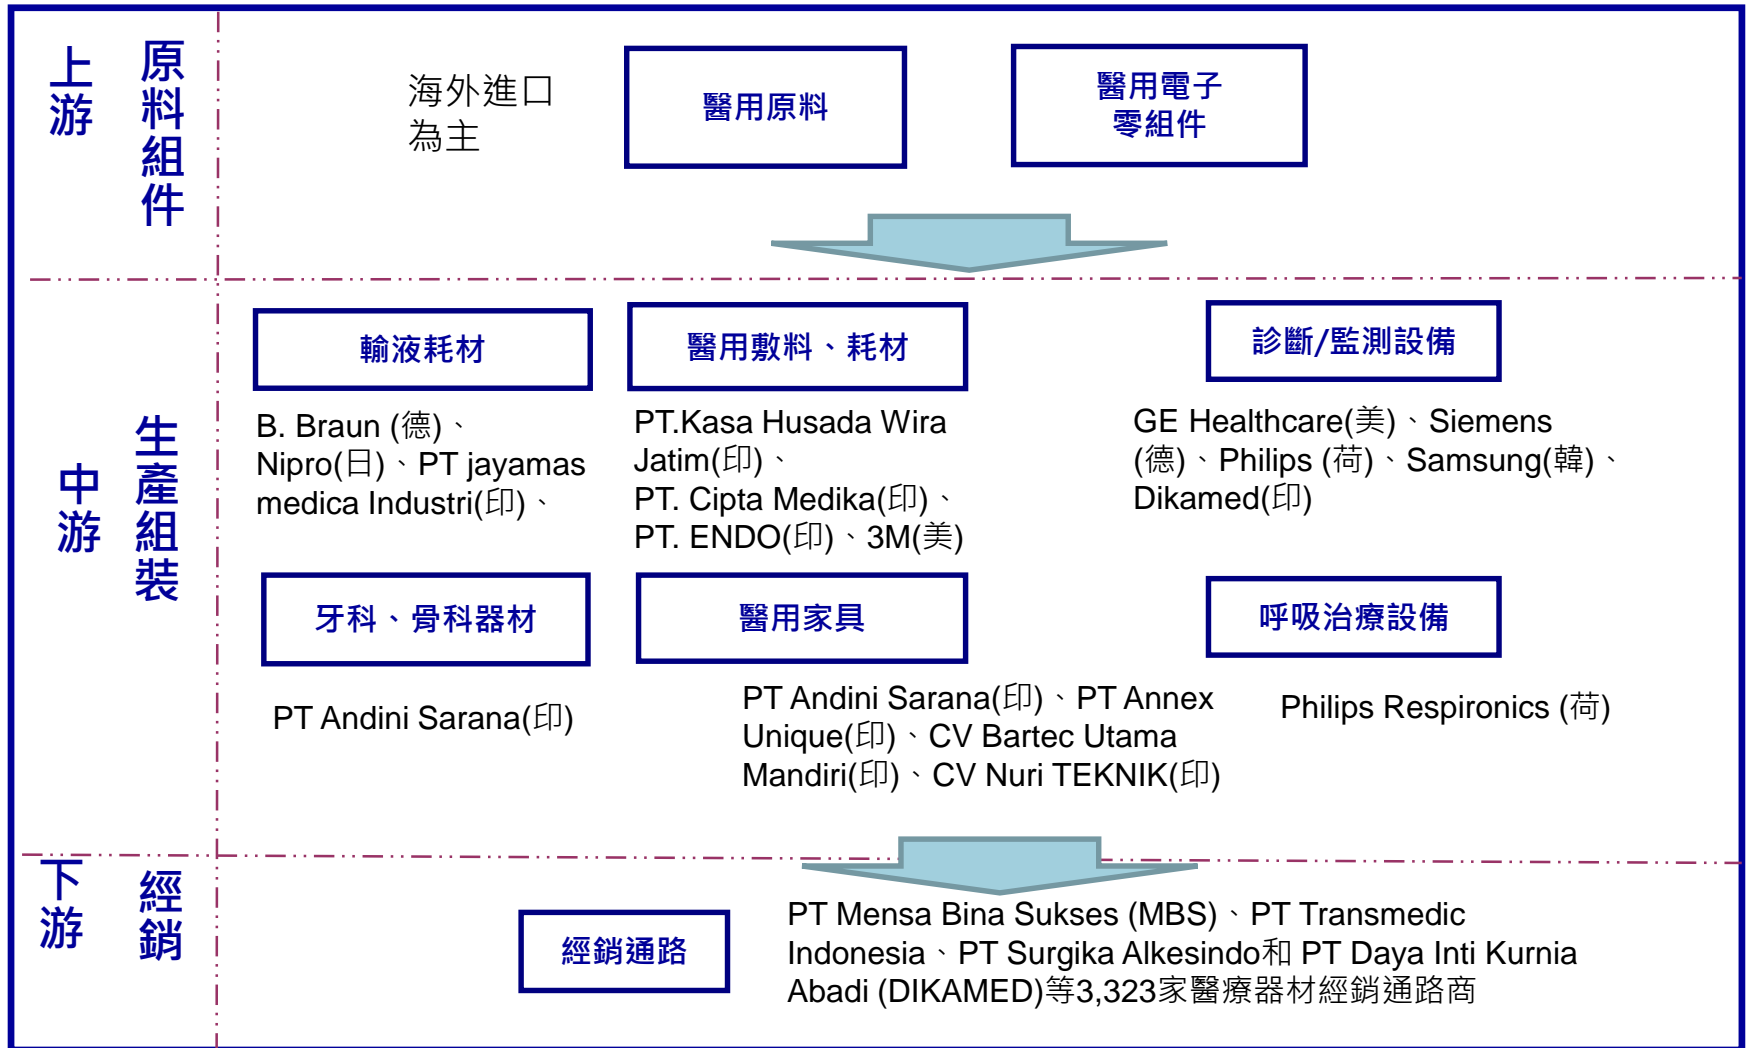 上游
原料組件
海外進口
為主
醫用原料
醫用電子
零組件
中游
生產組裝
輸液耗材
B. Braun (德)、
Nipro(日)、PT jayamas
medica Industri(印)、
醫用敷料、耗材
PT.Kasa Husada Wira
Jatim(印)、
PT. Cipta Medika(印)、
PT. ENDO(印)、3M(美)
診斷/監測設備
GE Healthcare(美)、Siemens
(德)、Philips (荷)、Samsung(韓)、
Dikamed(印)
牙科、骨科器材
PT Andini Sarana(印)
醫用家具
PT Andini Sarana(印)、PT Annex
Unique(印)、CV Bartec Utama
Mandiri(印)、CV Nuri TEKNIK(印)
呼吸治療設備
Philips Respironics (荷)
下游
經銷
經銷通路
PT Mensa Bina Sukses (MBS)、PT Transmedic
Indonesia、PT Surgika Alkesindo和 PT Daya Inti Kurnia
Abadi (DIKAMED)等3,323家醫療器材經銷通路商